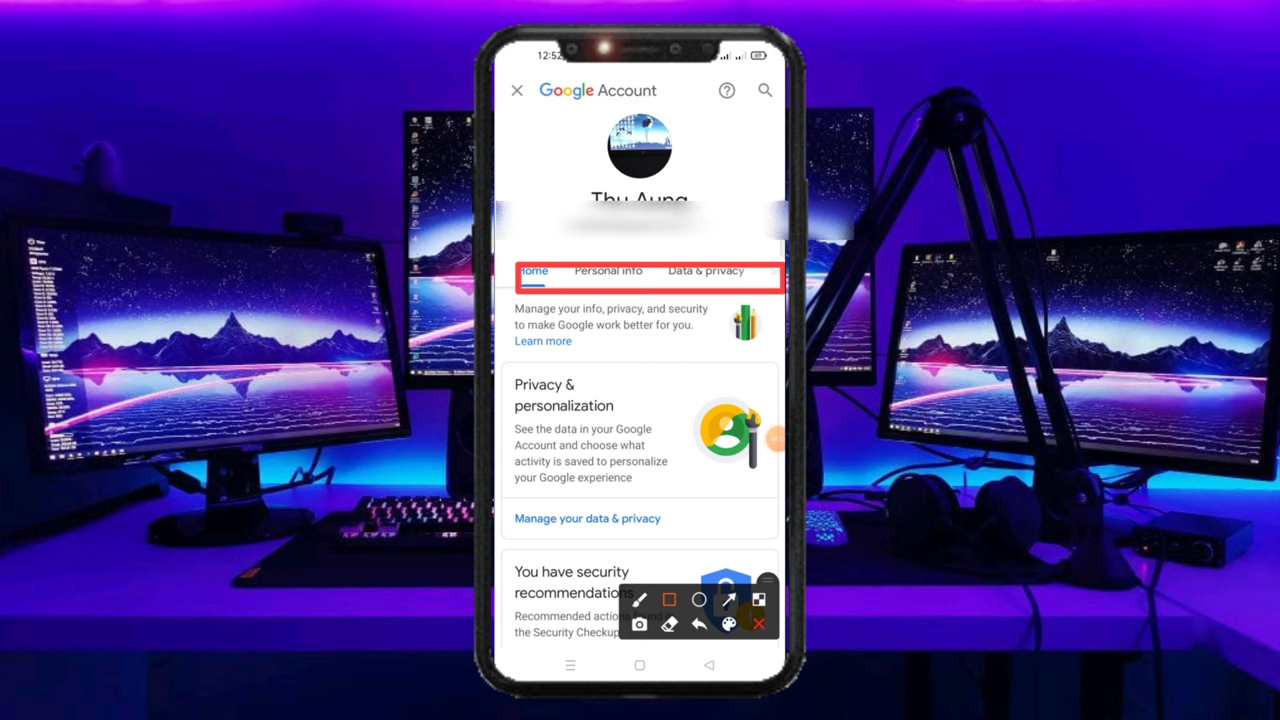 12:52
Google Account
Thu Aung
Home Personal info Data & privacy
Manage your info, privacy, and security
to make Google work better for you.
Learn more
Privacy &
personalization
See the data in your Google
Account and choose what
activity is saved to personalize
your Google experience
Manage your data & privacy
You have security
recommendations
Recommended actions found in
the Security Checkup